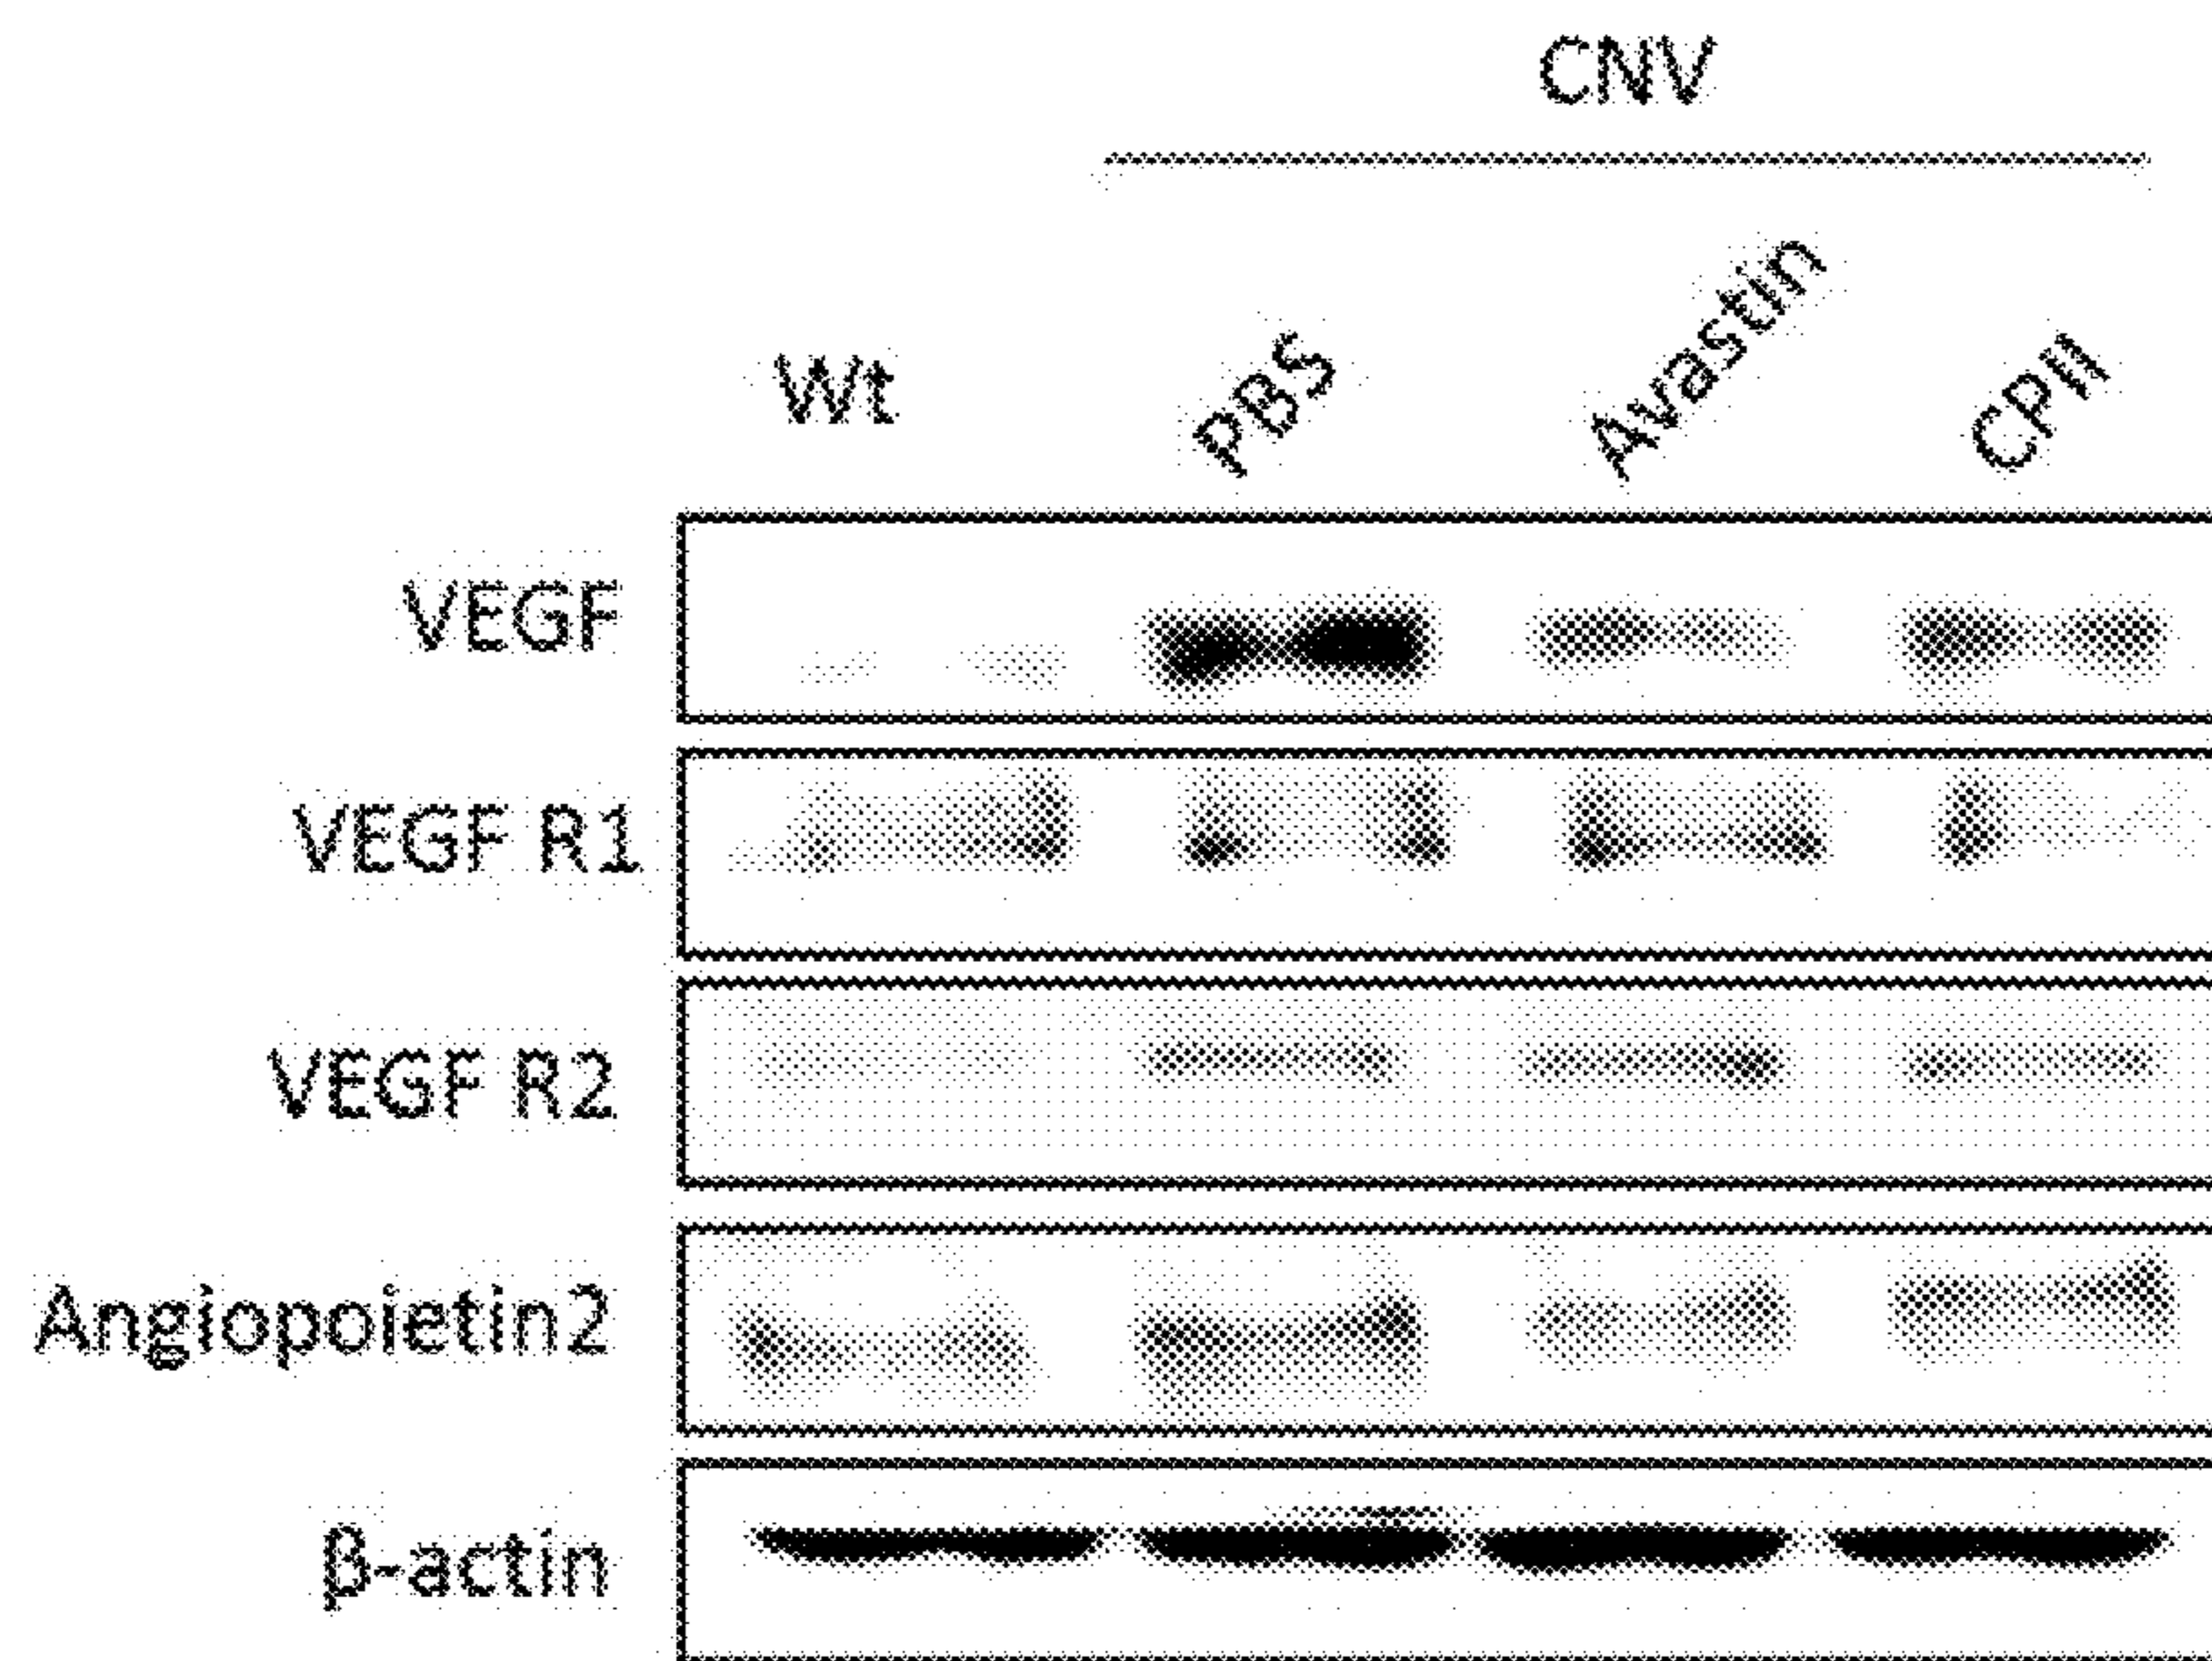 CNV
Wt PBS Avastin CPII
VEGF
VEGF R1
VEGF R2
Angiopoietin2
β-actin